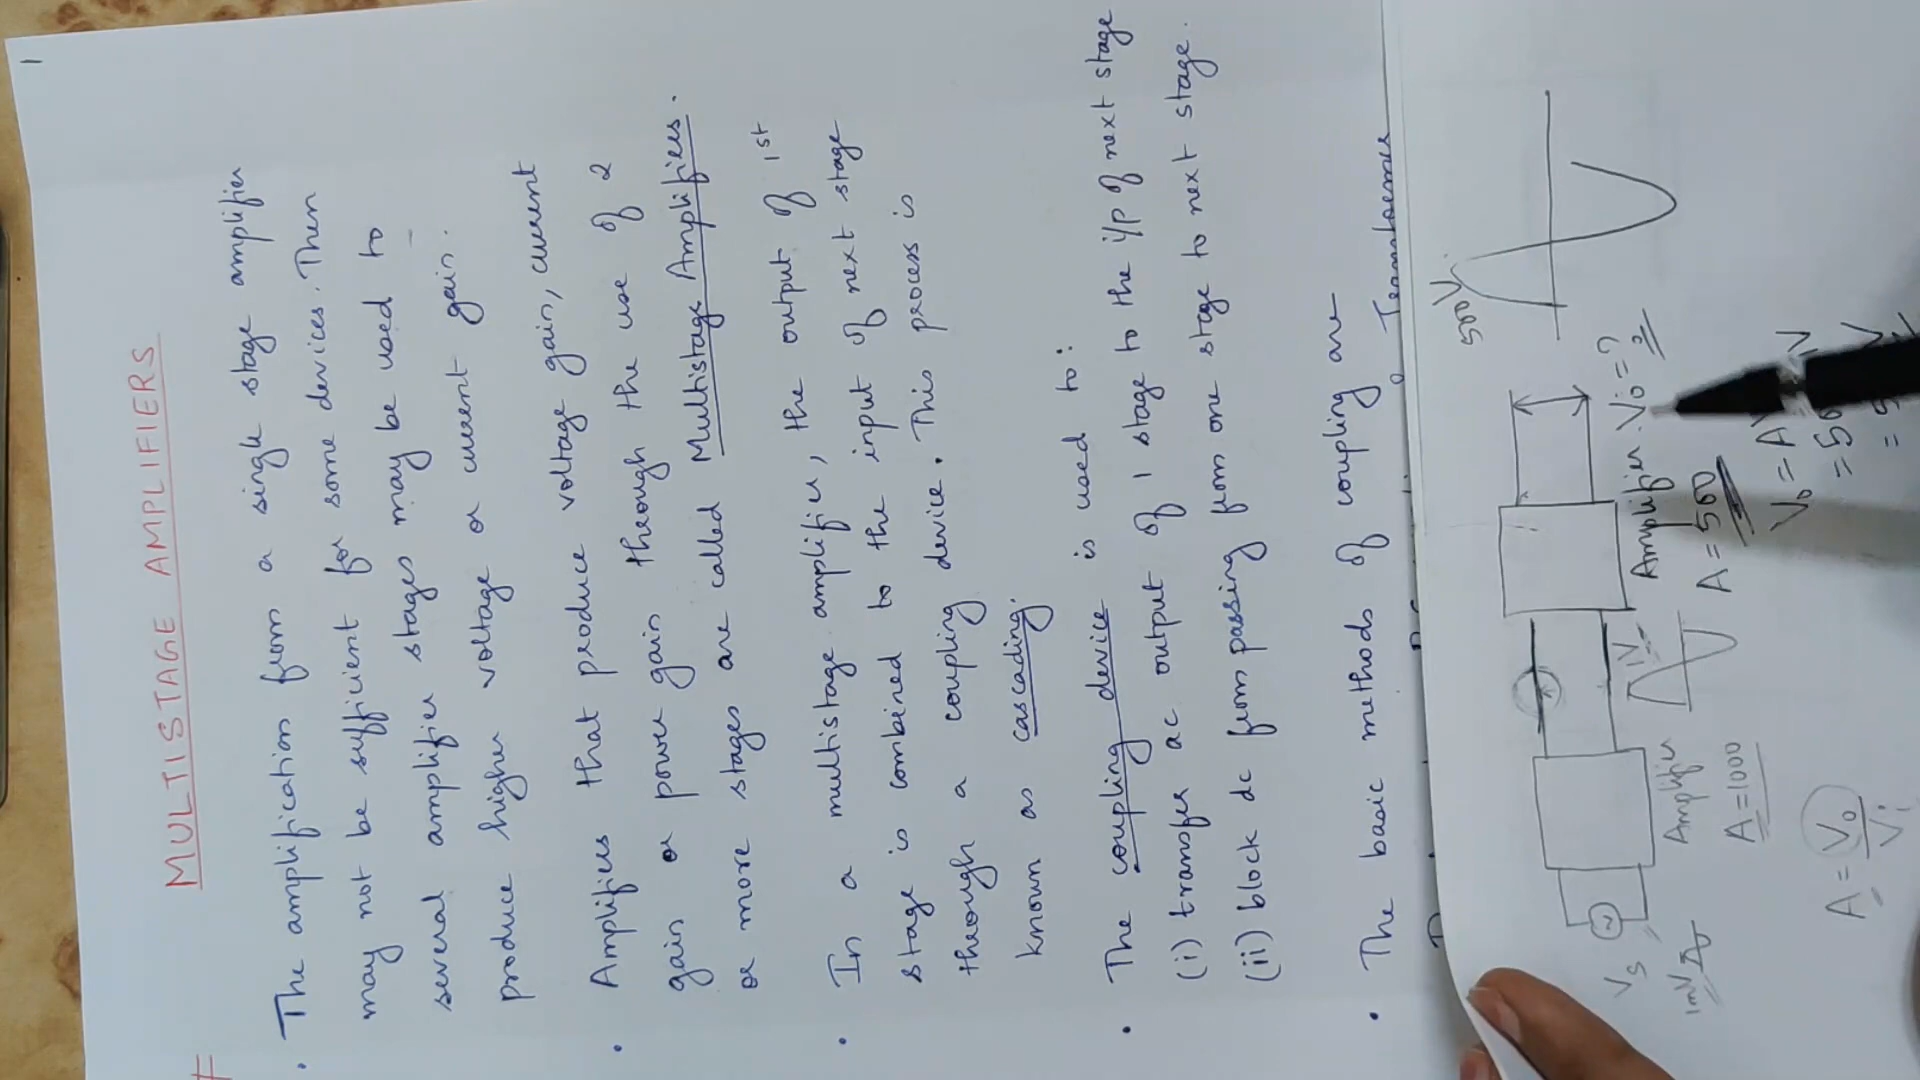 1
MULTISTAGE AMPLIFIERS
• The amplification from a single stage amplifier
may not be sufficient for some devices. Then
several amplifier stages may be used to
produce higher voltage or current gain.
• Amplifiers that produce voltage gain, current
gain or power gain through the use of 2
or more stages are called Multistage Amplifiers.
• In a multistage amplifier, the output of 1st
stage is combined to the input of next stage
through a coupling device. This process is
known as cascading.
• The coupling device is used to:
(i) transfer ac output of 1 stage to the i/p of next stage
(ii) block dc from passing from one stage to next stage.
• The basic methods of coupling are
Vs
1mV
Amplifier
A=1000
A = Vo/Vi
1V
Amplifier
A=500
Vo=?
500V
Vo = A